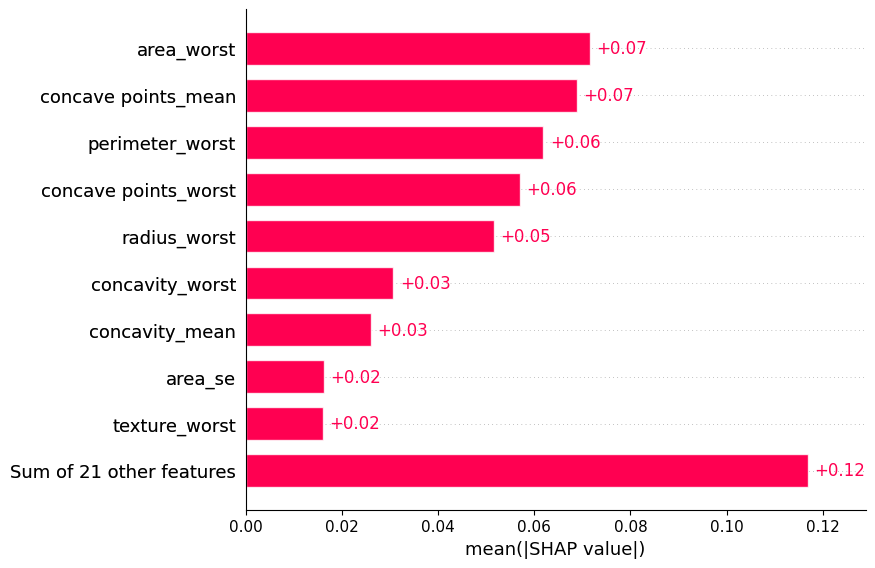 area_worst +0.07
concave points_mean +0.07
perimeter_worst +0.06
concave points_worst +0.06
radius_worst +0.05
concavity_worst +0.03
concavity_mean +0.03
area_se +0.02
texture_worst +0.02
Sum of 21 other features +0.12
0.00 0.02 0.04 0.06 0.08 0.10 0.12
mean(|SHAP value|)